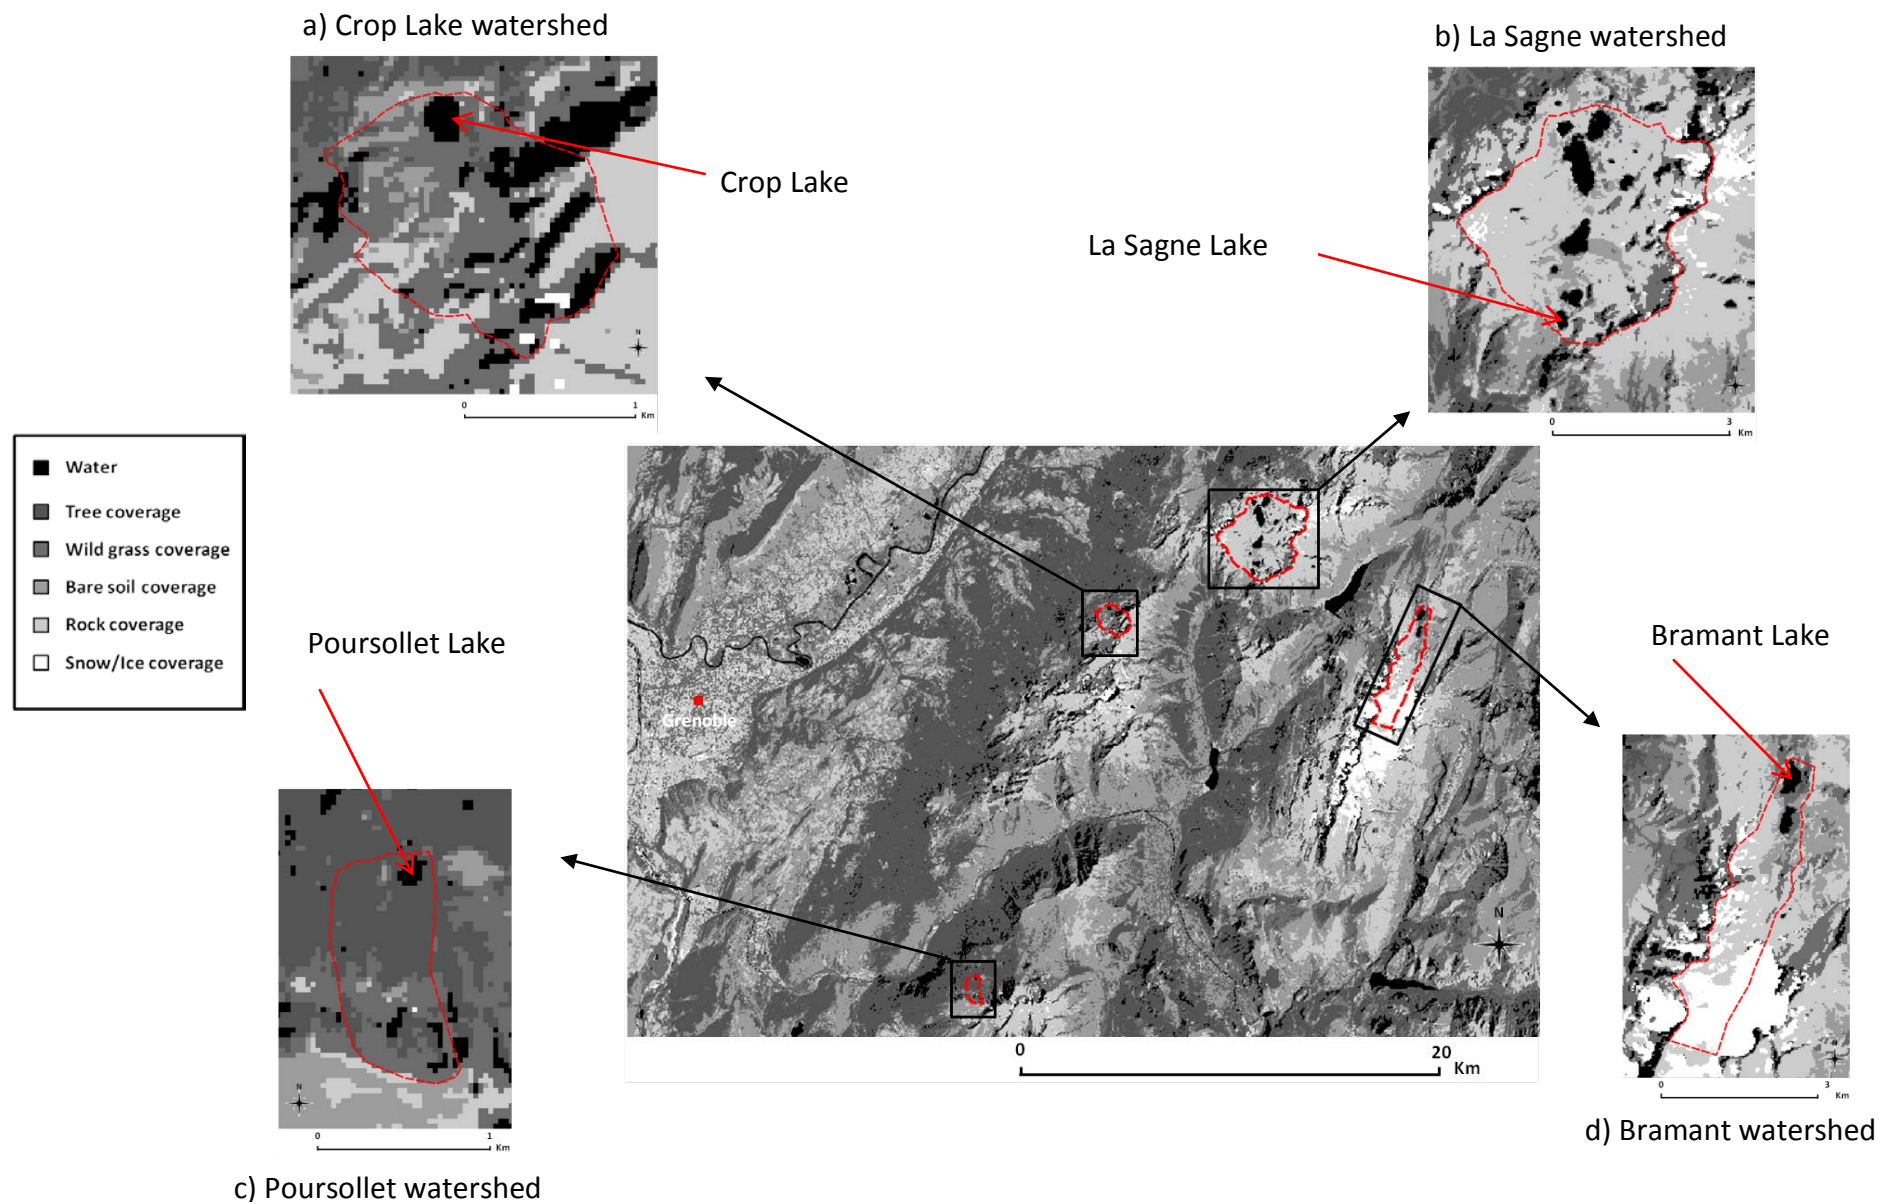 a) Crop Lake watershed
b) La Sagne watershed
Crop Lake
La Sagne Lake
N
0 1
Km
N
0 3
Km
Water
Tree coverage
Wild grass coverage
Bare soil coverage
Rock coverage
Snow/Ice coverage
Poursollet Lake
Grenoble
Bramant Lake
N
0 20
Km
N
0 1
Km
N
0 3
Km
c) Poursollet watershed
d) Bramant watershed